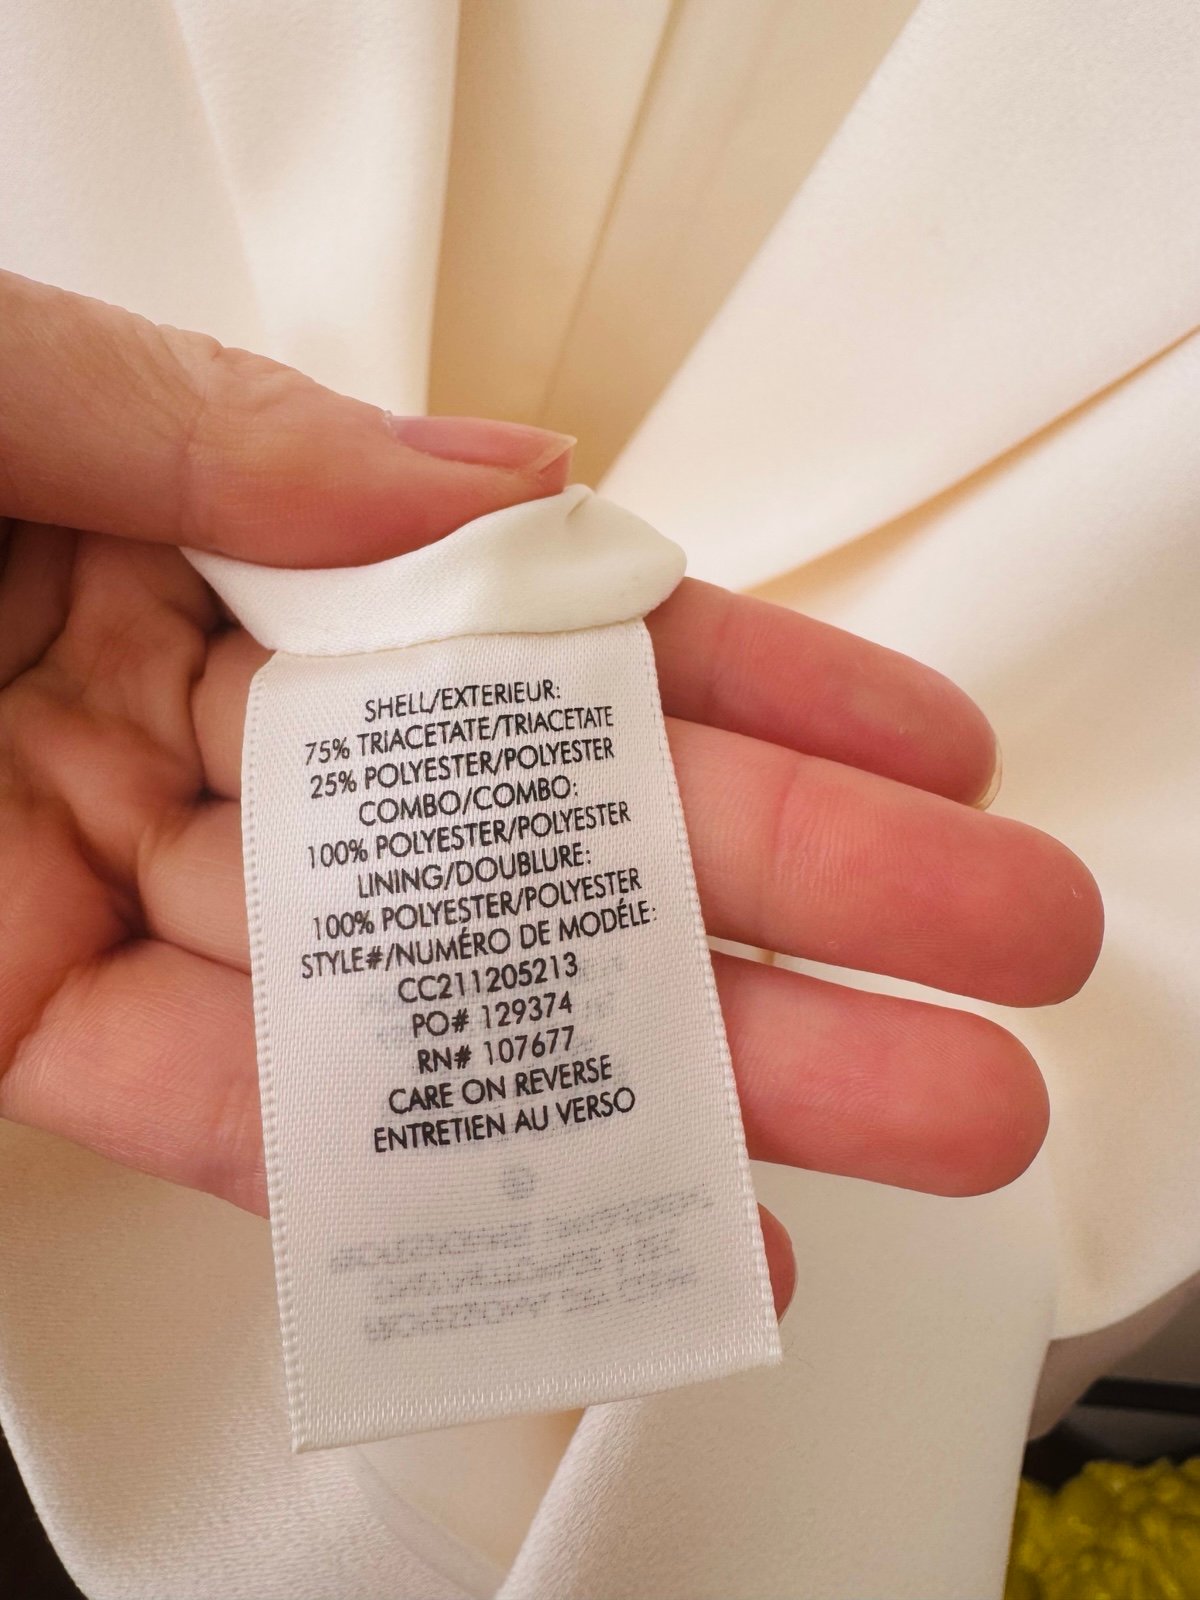 SHELL/EXTERIEUR:
75% TRIACETATE/TRIACETATE
25% POLYESTER/POLYESTER
COMBO/COMBO:
100% POLYESTER/POLYESTER
LINING/DOUBLURE:
100% POLYESTER/POLYESTER
STYLE#/NUMÉRO DE MODÉLE:
CC211205213
PO# 129374
RN# 107677
CARE ON REVERSE
ENTRETIEN AU VERSO